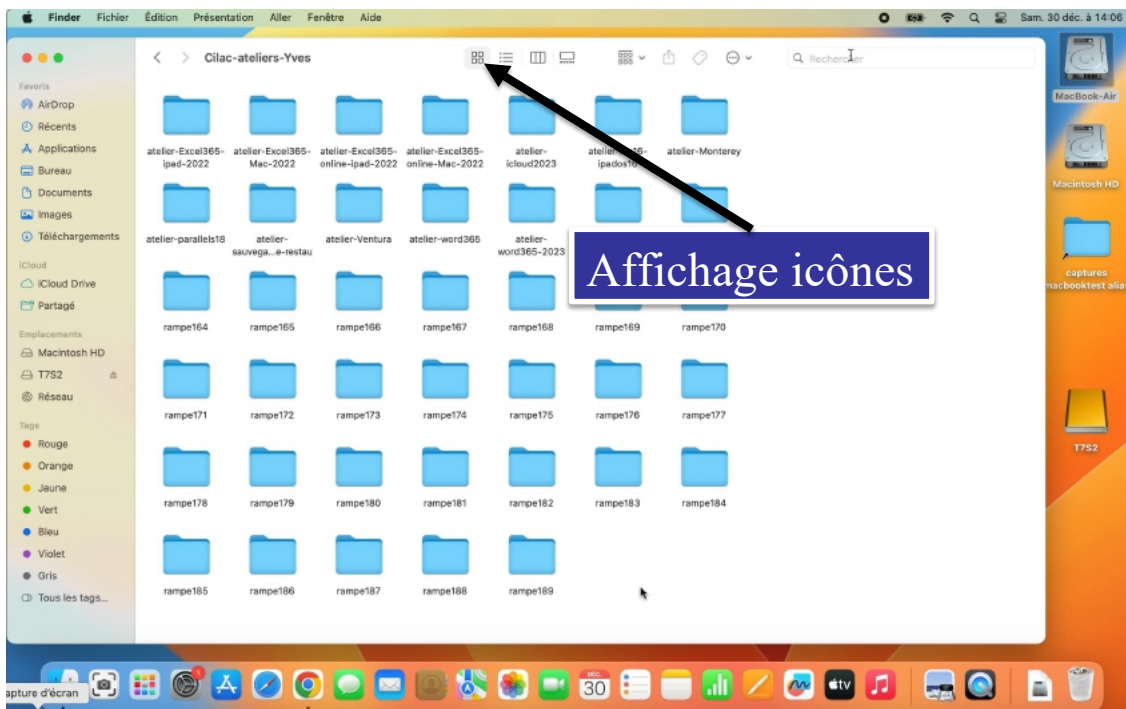 Finder Fichier Édition Présentation Aller Fenêtre Aide
Sam. 30 déc. à 14:06
Cilac-ateliers-Yves
Rechercher
Favoris
AirDrop
Récents
Applications
Bureau
Documents
Images
Téléchargements
iCloud
iCloud Drive
Partagé
Emplacements
Macintosh HD
T7S2
Réseau
Tags
Rouge
Orange
Jaune
Vert
Bleu
Violet
Gris
Tous les tags...
atelier-Excel365- atelier-Excel365- atelier-Excel365- atelier-Excel365- atelier- atelier-Monterey
ipad-2022 Mac-2022 online-ipad-2022 online-Mac-2022 icloud2023
atelier-parallels18 atelier- atelier-Ventura atelier-word365 atelier-
sauvega...e-restau word365-2023
Affichage icônes
rampe164 rampe165 rampe166 rampe167 rampe168 rampe169 rampe170
rampe171 rampe172 rampe173 rampe174 rampe175 rampe176 rampe177
rampe178 rampe179 rampe180 rampe181 rampe182 rampe183 rampe184
rampe185 rampe186 rampe187 rampe188 rampe189
MacBook-Air
Macintosh HD
captures
macbooktest alia
T7S2
apture d'écran
DÉC.
30
tv